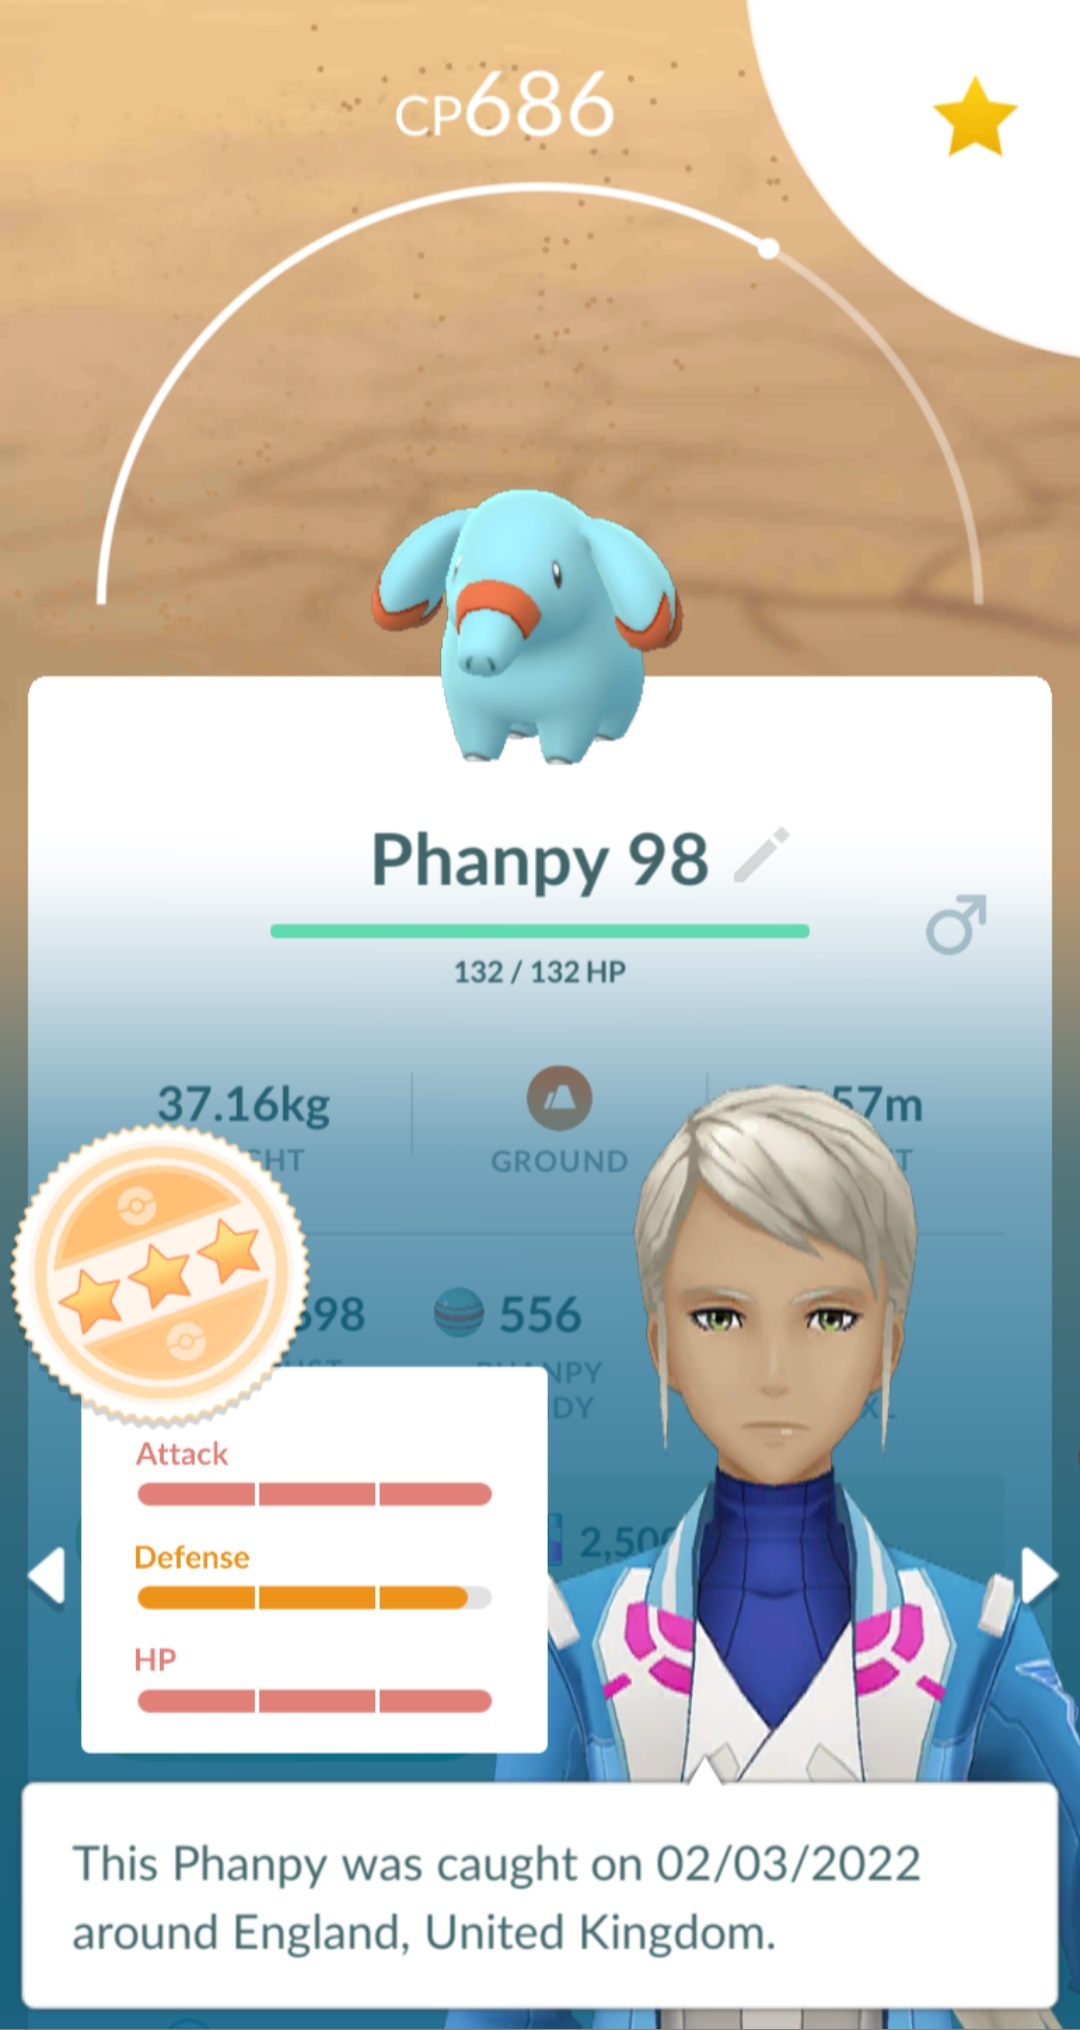 CP686
Phanpy 98
132 / 132 HP
37.16kg
GROUND
556
Attack
Defense
HP
This Phanpy was caught on 02/03/2022
around England, United Kingdom.